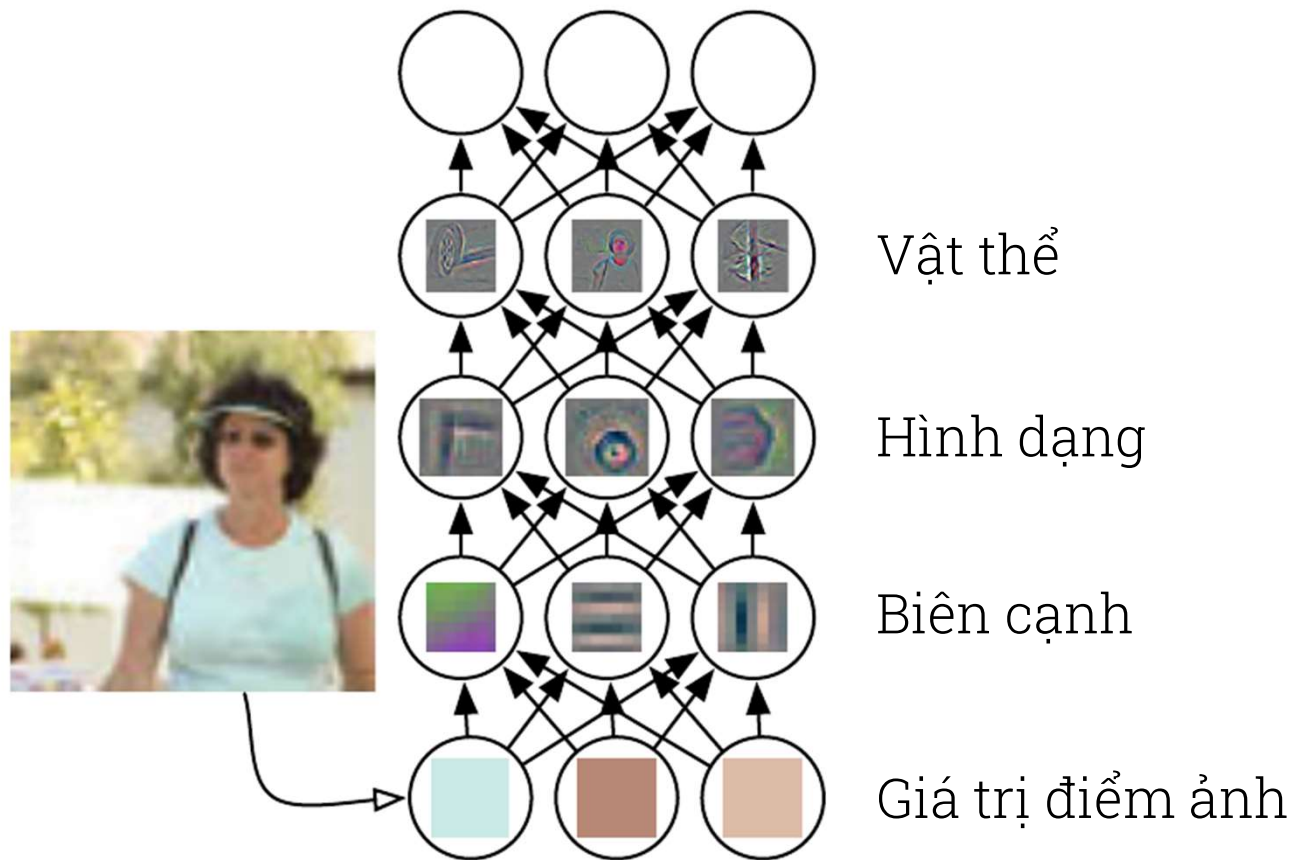 Vật thể
Hình dạng
Biên cạnh
Giá trị điểm ảnh